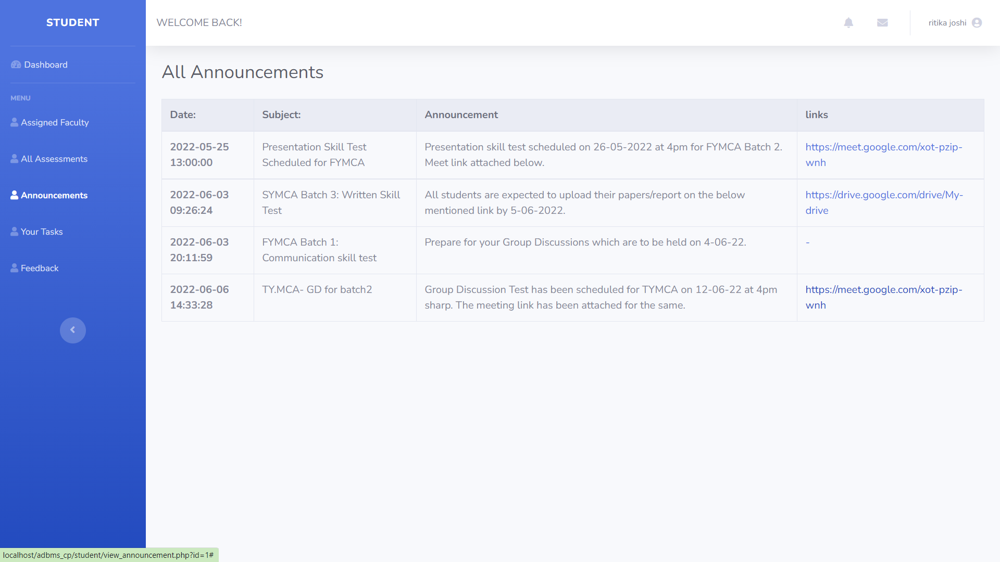 STUDENT
WELCOME BACK!
ritika joshi
Dashboard
MENU
Assigned Faculty
All Assessments
Announcements
Your Tasks
Feedback
All Announcements
Date:
Subject:
Announcement
links
2022-05-25
13:00:00
Presentation Skill Test
Scheduled for FYMCA
Presentation skill test scheduled on 26-05-2022 at 4pm for FYMCA Batch 2.
Meet link attached below.
https://meet.google.com/xot-pzip-
wnh
2022-06-03
09:26:24
SYMCA Batch 3: Written Skill
Test
All students are expected to upload their papers/report on the below
mentioned link by 5-06-2022.
https://drive.google.com/drive/My-
drive
2022-06-03
20:11:59
FYMCA Batch 1:
Communication skill test
Prepare for your Group Discussions which are to be held on 4-06-22.
-
2022-06-06
14:33:28
TY.MCA- GD for batch2
Group Discussion Test has been scheduled for TYMCA on 12-06-22 at 4pm
sharp. The meeting link has been attached for the same.
https://meet.google.com/xot-pzip-
wnh
localhost/adbms_cp/student/view_announcement.php?id=1#